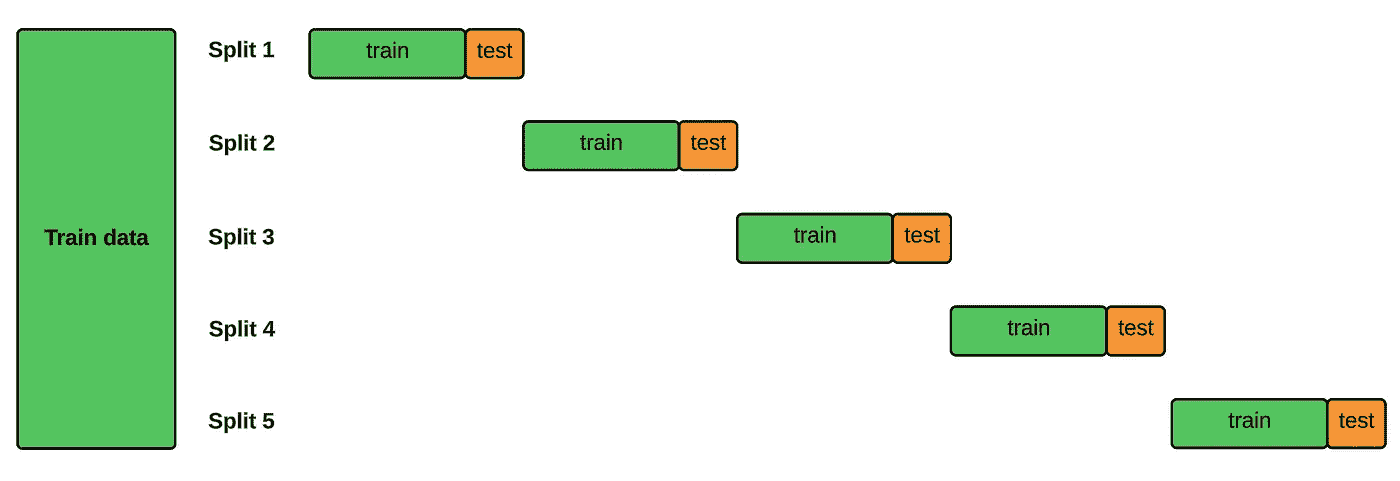 Train data
Split 1 train test
Split 2 train test
Split 3 train test
Split 4 train test
Split 5 train test